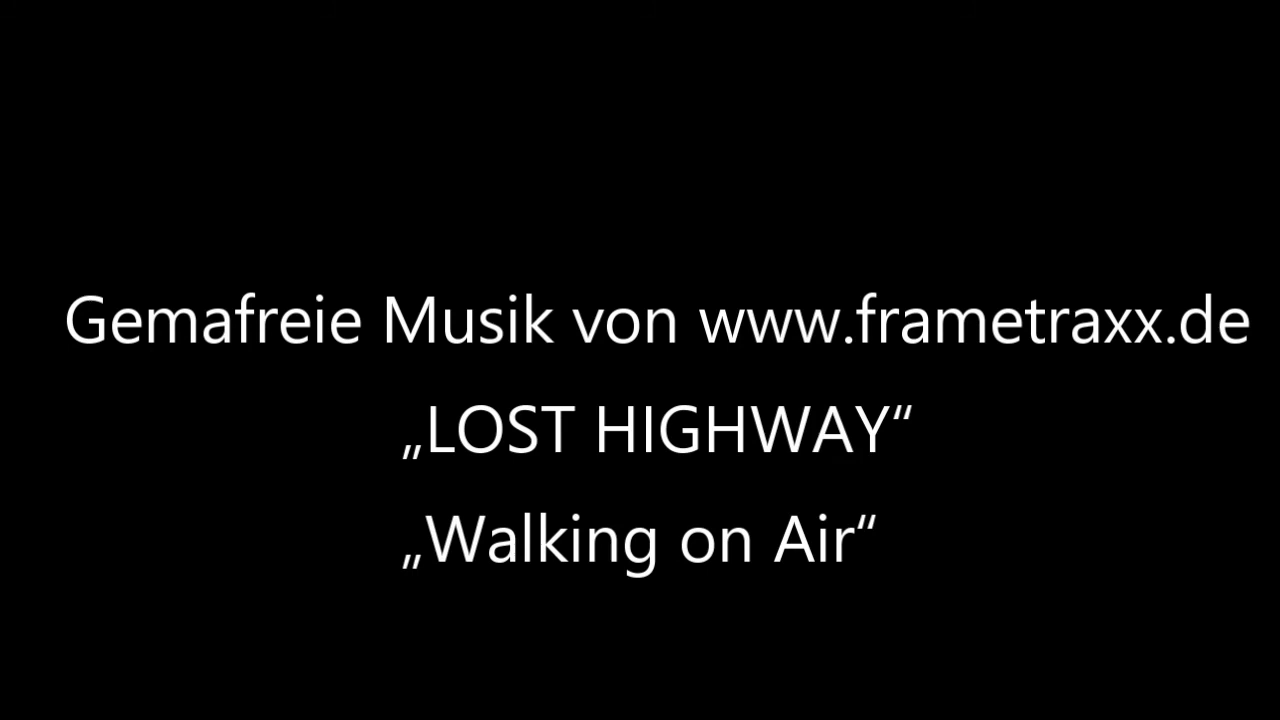 Gemafreie Musik von www.frametraxx.de
„LOST HIGHWAY“
„Walking on Air“